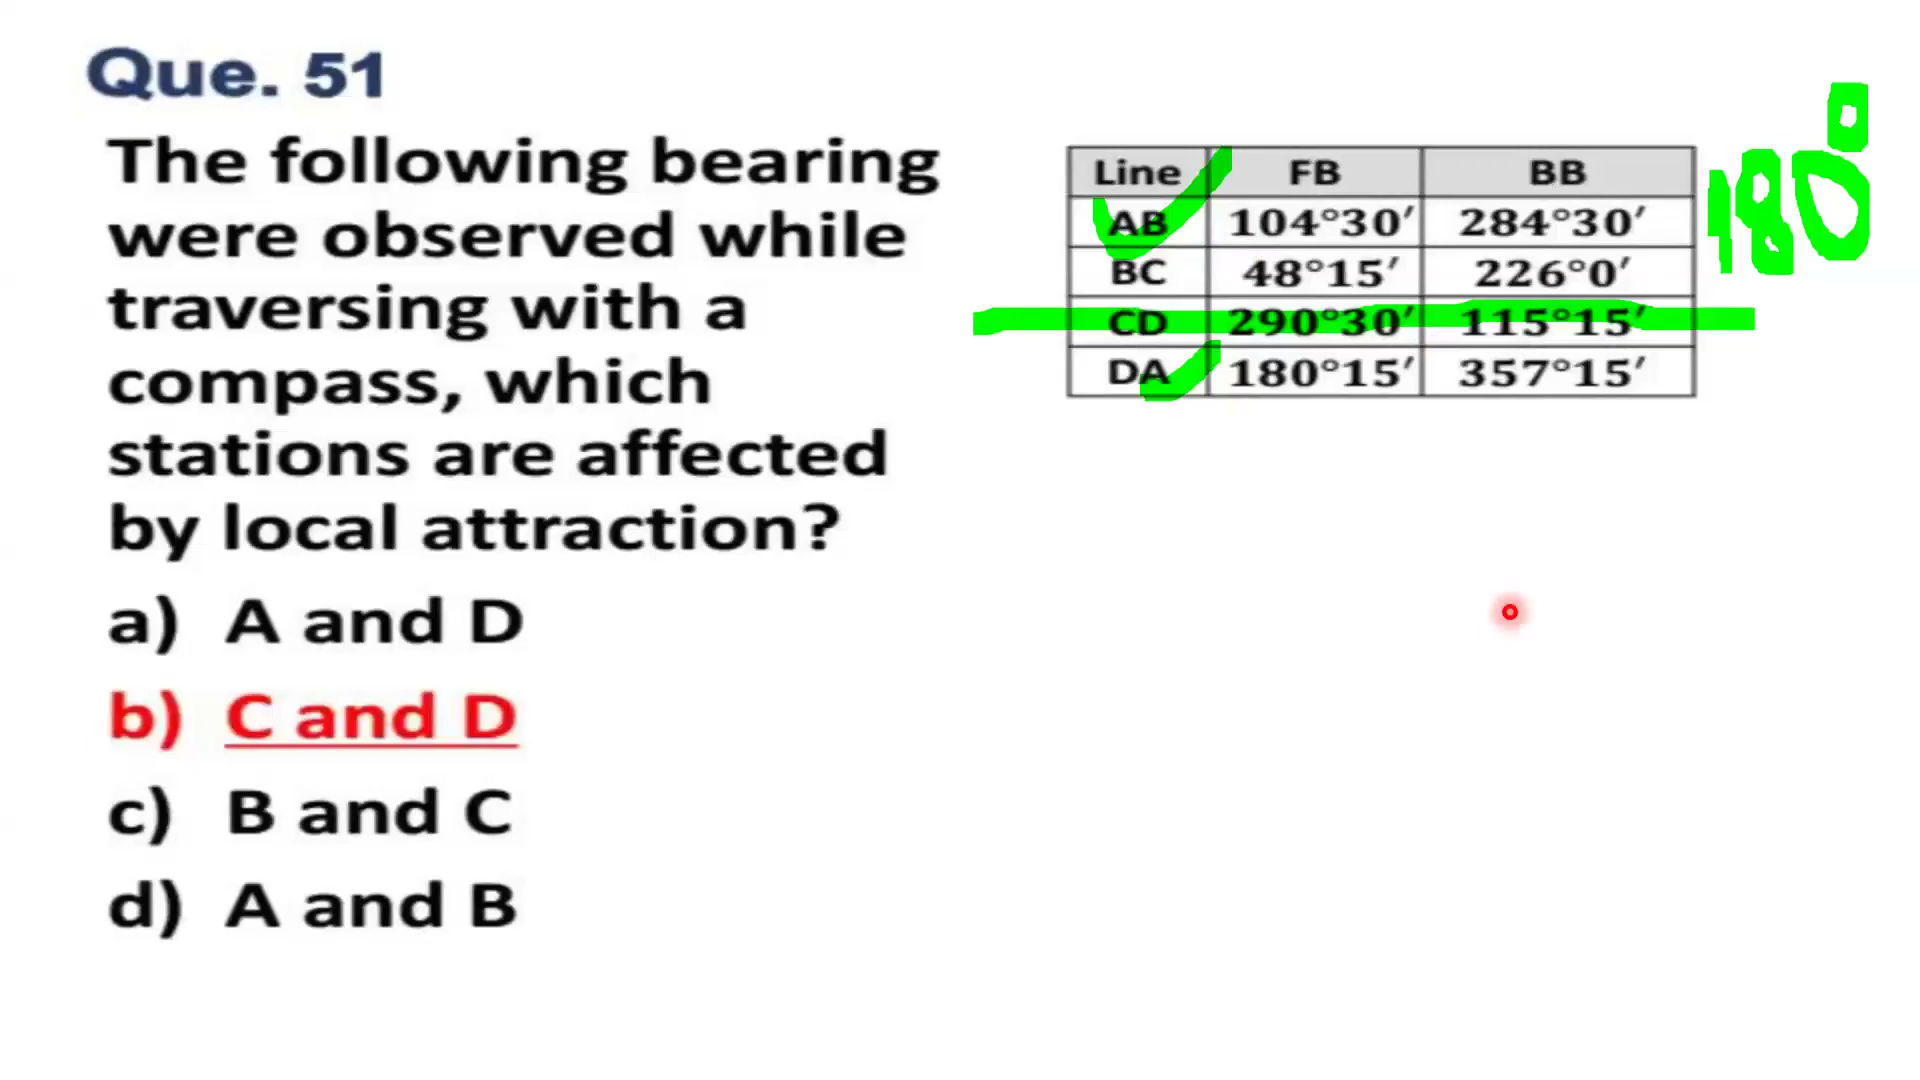 Que. 51
The following bearing
were observed while
traversing with a
compass, which
stations are affected
by local attraction?
a) A and D
b) C and D
c) B and C
d) A and B
Line FB BB
AB 104°30′ 284°30′
BC 48°15′ 226°0′
CD 290°30′ 115°15′
DA 180°15′ 357°15′
180°